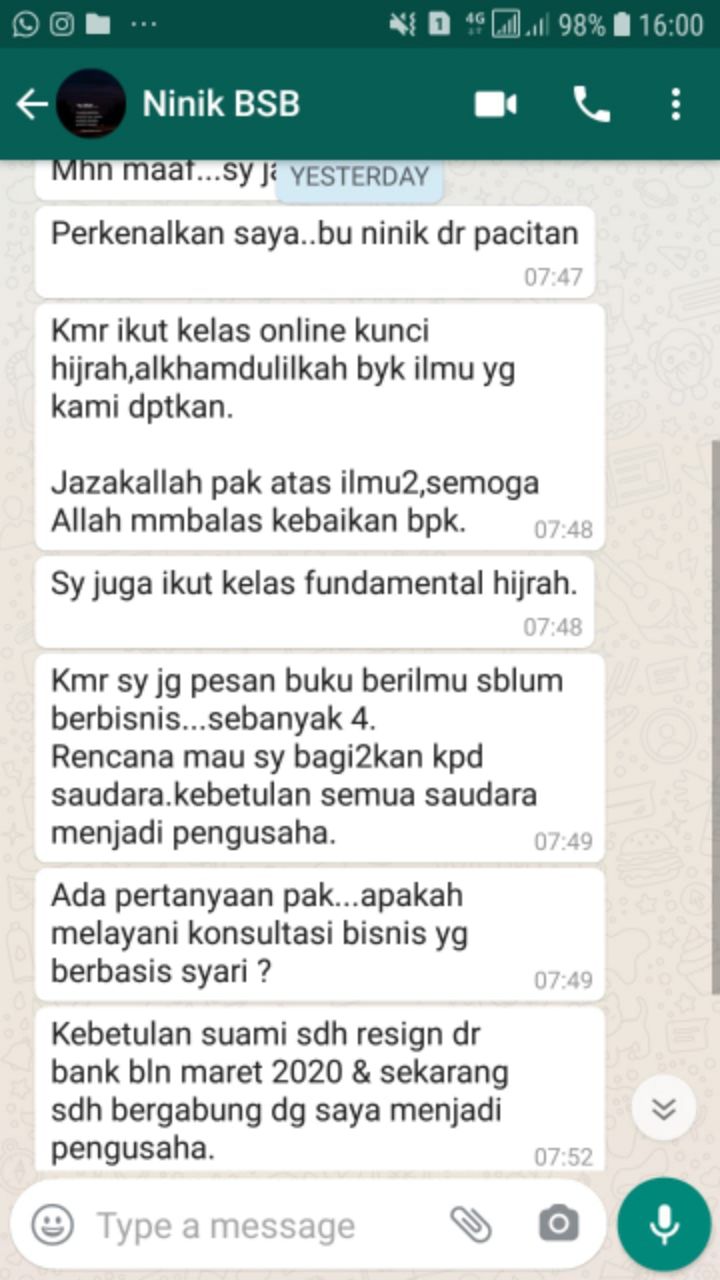 4G
98%
16:00
Ninik BSB
Mhn maaf...sy
YESTERDAY
Perkenalkan saya..bu ninik dr pacitan
07:47
Kmr ikut kelas online kunci
hijrah,alkhamdulilkah byk ilmu yg
kami dptkan.
Jazakallah pak atas ilmu2,semoga
Allah mmbalas kebaikan bpk.
07:48
Sy juga ikut kelas fundamental hijrah.
07:48
Kmr sy jg pesan buku berilmu sblum
berbisnis...sebanyak 4.
Rencana mau sy bagi2kan kpd
saudara.kebetulan semua saudara
menjadi pengusaha.
07:49
Ada pertanyaan pak...apakah
melayani konsultasi bisnis yg
berbasis syari ?
07:49
Kebetulan suami sdh resign dr
bank bln maret 2020 & sekarang
sdh bergabung dg saya menjadi
pengusaha.
07:52
Type a message